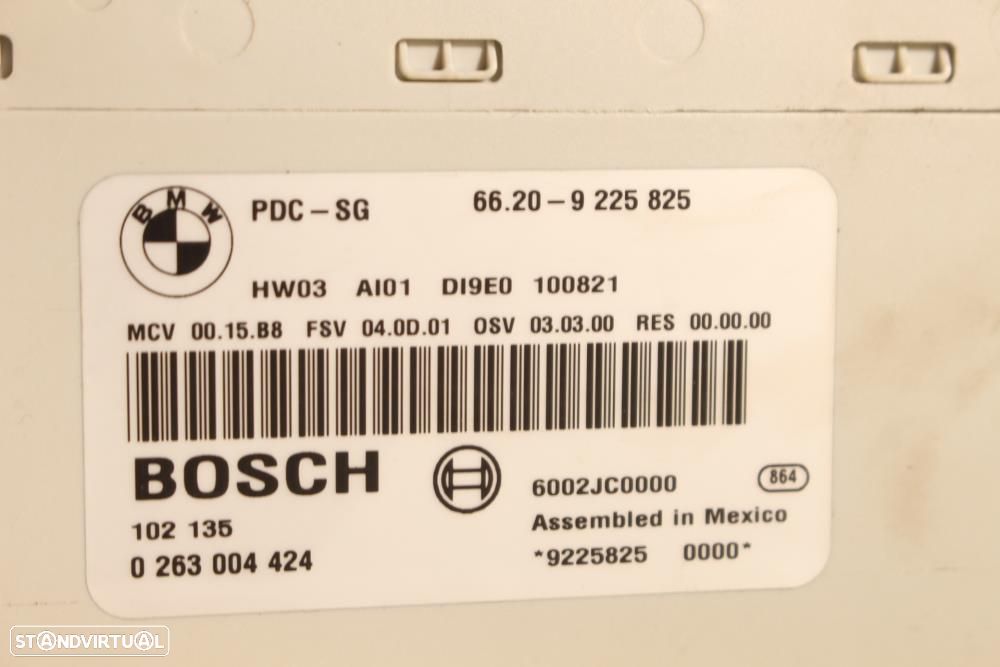 BMW PDC-SG 66.20-9 225 825
HW03 AI01 DI9E0 100821
MCV 00.15.B8 FSV 04.0D.01 OSV 03.03.00 RES 00.00.00
BOSCH
6002JC0000 864
102 135 Assembled in Mexico
0 263 004 424 *9225825 0000*
STANDVIRTUAL